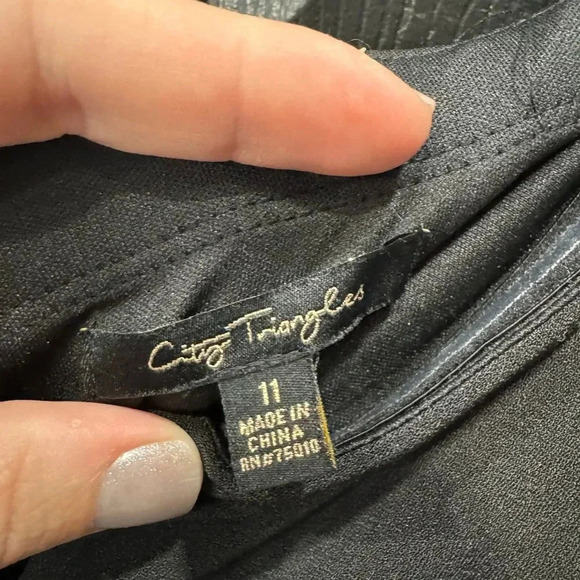 City Triangles
11
MADE IN
CHINA
RN#75010